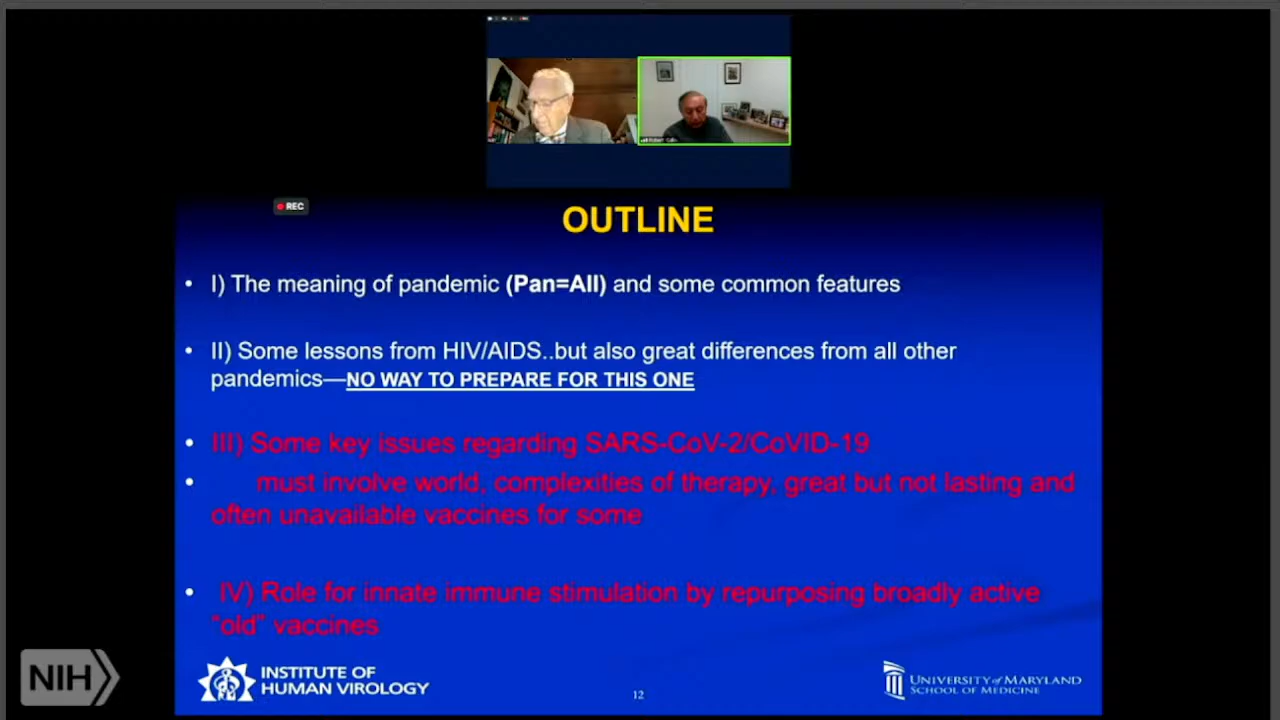 Robert Gallo
REC
OUTLINE
• I) The meaning of pandemic (Pan=All) and some common features
• II) Some lessons from HIV/AIDS..but also great differences from all other
pandemics—NO WAY TO PREPARE FOR THIS ONE
• III) Some key issues regarding SARS-CoV-2/CoVID-19
• must involve world, complexities of therapy, great but not lasting and
often unavailable vaccines for some
• IV) Role for innate immune stimulation by repurposing broadly active
"old" vaccines
NIH
INSTITUTE OF
HUMAN VIROLOGY
12
UNIVERSITY of MARYLAND
SCHOOL OF MEDICINE